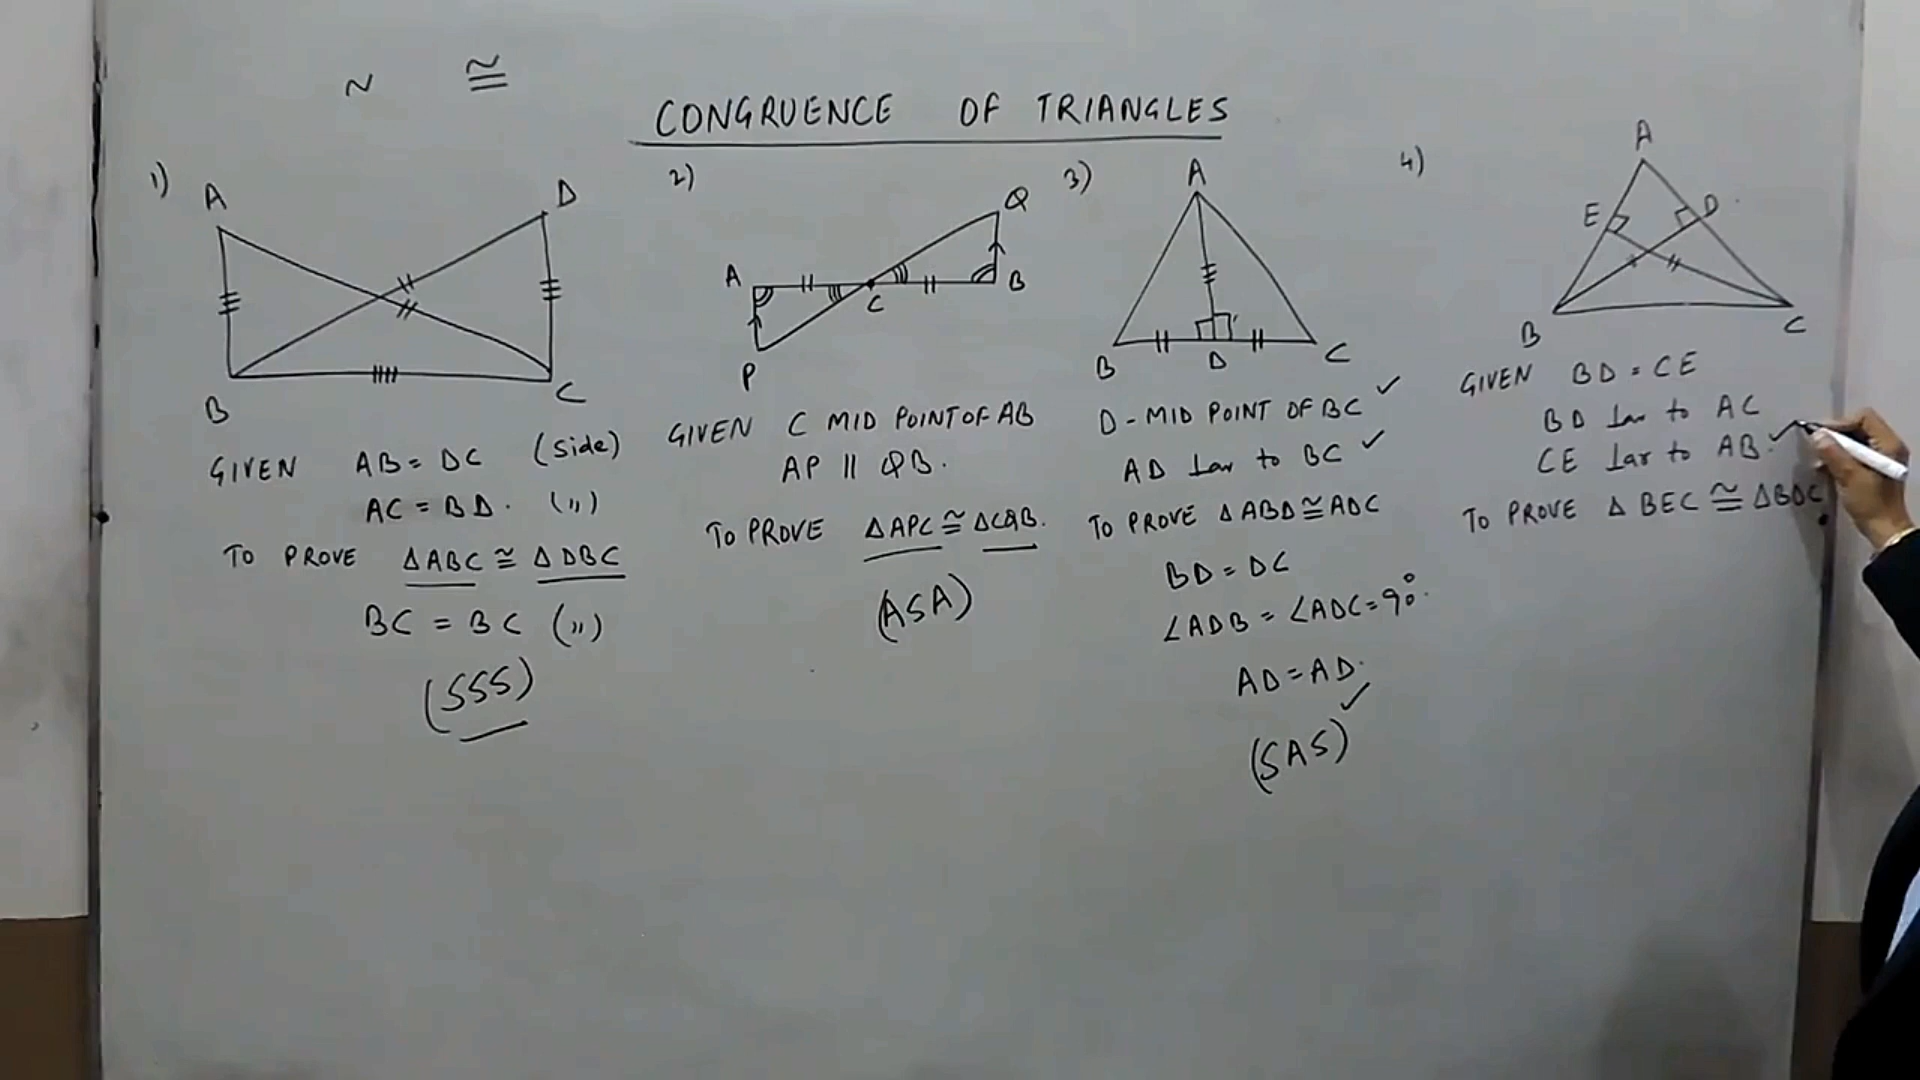 ~ ≅
CONGRUENCE OF TRIANGLES
1)
A D
B C
GIVEN AB = DC (Side)
AC = BD. (")
TO PROVE ΔABC ≅ ΔDBC
BC = BC (")
(SSS)
2)
Q
A C B
P
GIVEN C MID POINT OF AB
AP || QB.
TO PROVE ΔAPC ≅ ΔCQB.
(ASA)
3)
A
B D C
D - MID POINT OF BC ✓
AD ⊥ar to BC ✓
TO PROVE ΔABD ≅ ADC
BD = DC
∠ADB = ∠ADC = 90°.
AD = AD.
✓
(SAS)
4)
A
E D
B C
GIVEN BD = CE
BD ⊥ar to AC
CE ⊥ar to AB. ✓
TO PROVE Δ BEC ≅ ΔBDC